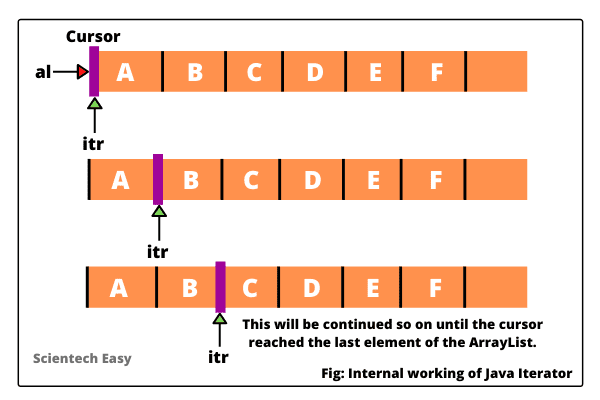 Cursor
al A B C D E F
itr
A B C D E F
itr
A B C D E F
itr
This will be continued so on until the cursor
reached the last element of the ArrayList.
Scientech Easy
Fig: Internal working of Java Iterator